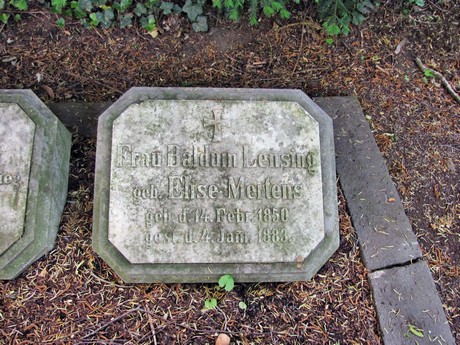 Frau Balduin Lensing
geb. Elise Mertens
geb. d. 14. Febr. 1850
gest. d. 4. Jan. 1883.